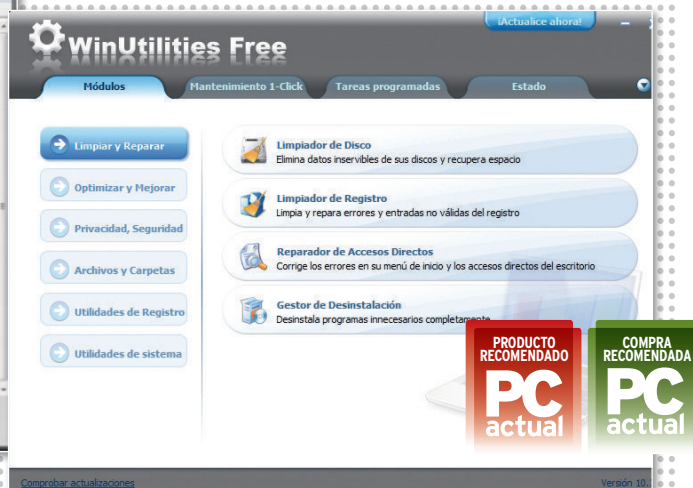 ¡Actualice ahora!
WinUtilities Free
Módulos
Mantenimiento 1-Click
Tareas programadas
Estado
Limpiar y Reparar
Optimizar y Mejorar
Privacidad, Seguridad
Archivos y Carpetas
Utilidades de Registro
Utilidades de sistema
Limpiador de Disco
Elimina datos inservibles de sus discos y recupera espacio
Limpiador de Registro
Limpia y repara errores y entradas no válidas del registro
Reparador de Accesos Directos
Corrige los errores en su menú de inicio y los accesos directos del escritorio
Gestor de Desinstalación
Desinstala programas innecesarios completamente
PRODUCTO
RECOMENDADO
PC
actual
COMPRA
RECOMENDADA
PC
actual
Comprobar actualizaciones
Versión 10.